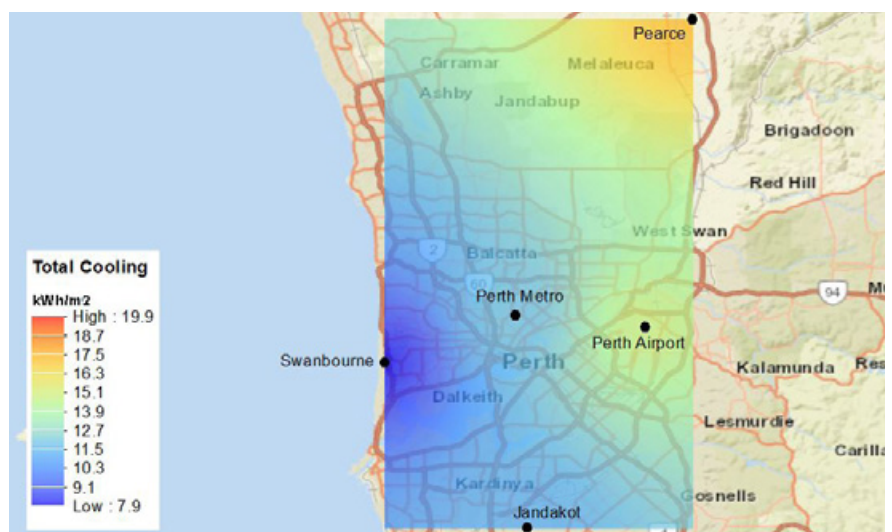 Pearce
Carramar
Melaleuca
Ashby
Jandabup
Brigadoon
Red Hill
West Swan
2
Balcatta
60
Perth Metro
94
Perth Airport
Swanbourne
Perth
Kalamunda
Res
Dalkeith
Lesmurdie
Carilla
Kardinya
Gosnells
Jandakot
Total Cooling
kWh/m2
High : 19.9
18.7
17.5
16.3
15.1
13.9
12.7
11.5
10.3
9.1
Low : 7.9